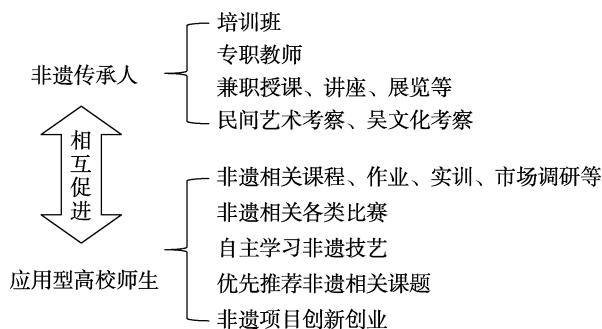 培训班
专职教师
非遗传承人
兼职授课、讲座、展览等
民间艺术考察、吴文化考察
相互促进
非遗相关课程、作业、实训、市场调研等
非遗相关各类比赛
自主学习非遗技艺
应用型高校师生
优先推荐非遗相关课题
非遗项目创新创业